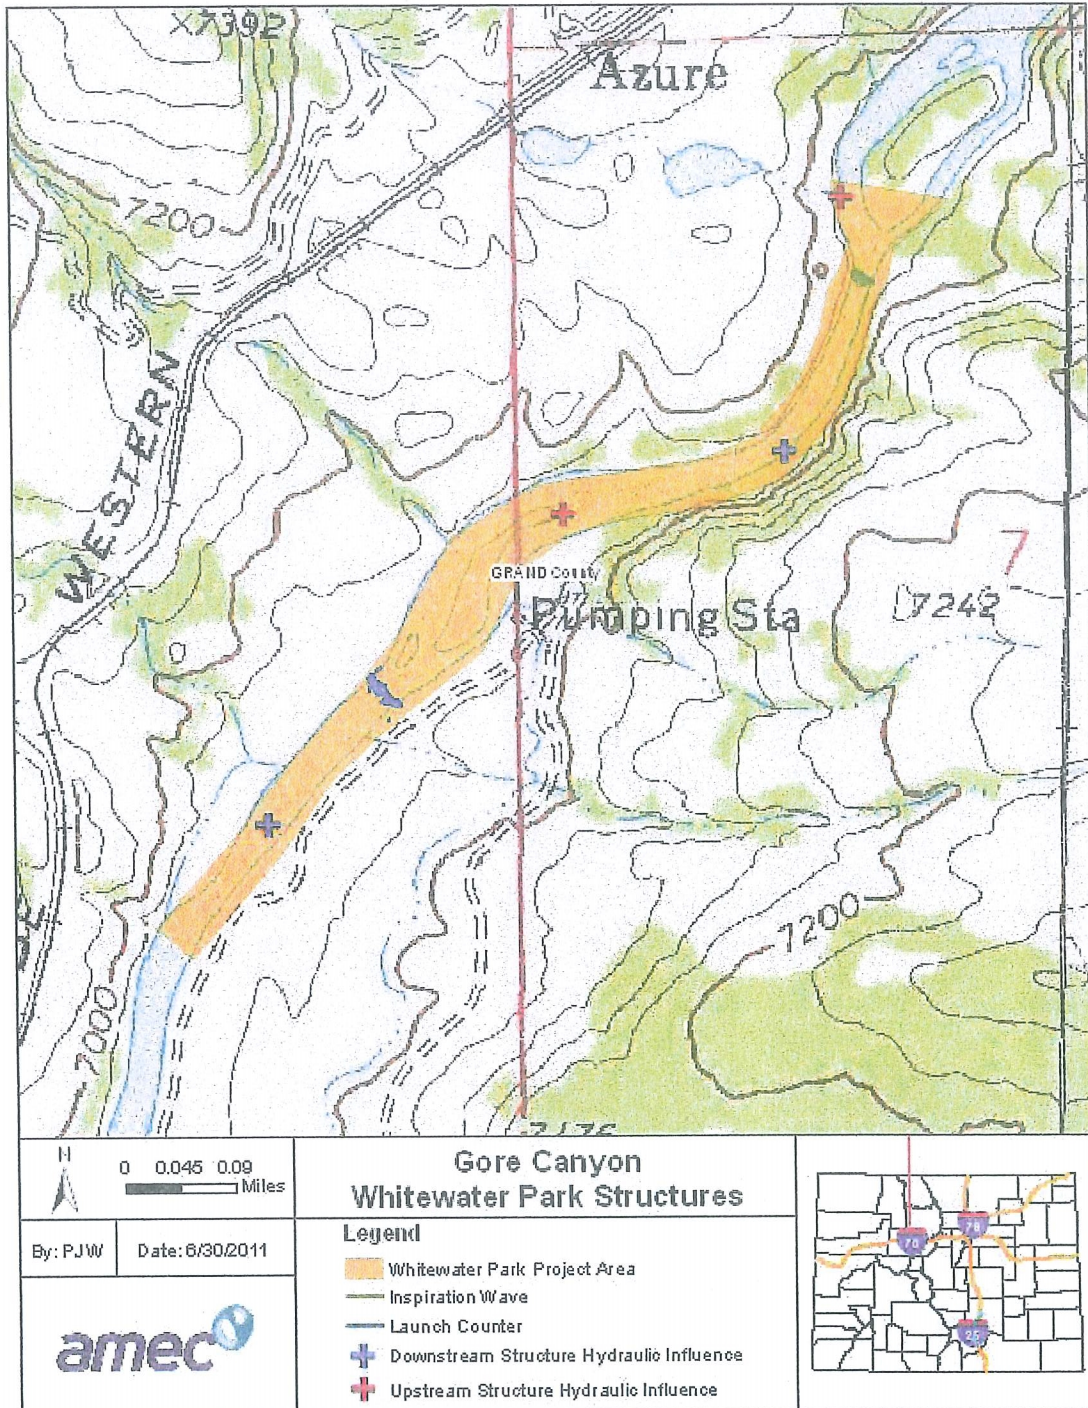 X7392
Azure
7200
WESTERN
GRAND County
Pumping Sta
7
7242
7200
7000
N
0 0.045 0.09
Miles
By: PJW
Date: 6/30/2011
amec
Gore Canyon
Whitewater Park Structures
Legend
Whitewater Park Project Area
Inspiration Wave
Launch Counter
Downstream Structure Hydraulic Influence
Upstream Structure Hydraulic Influence
70
76
25